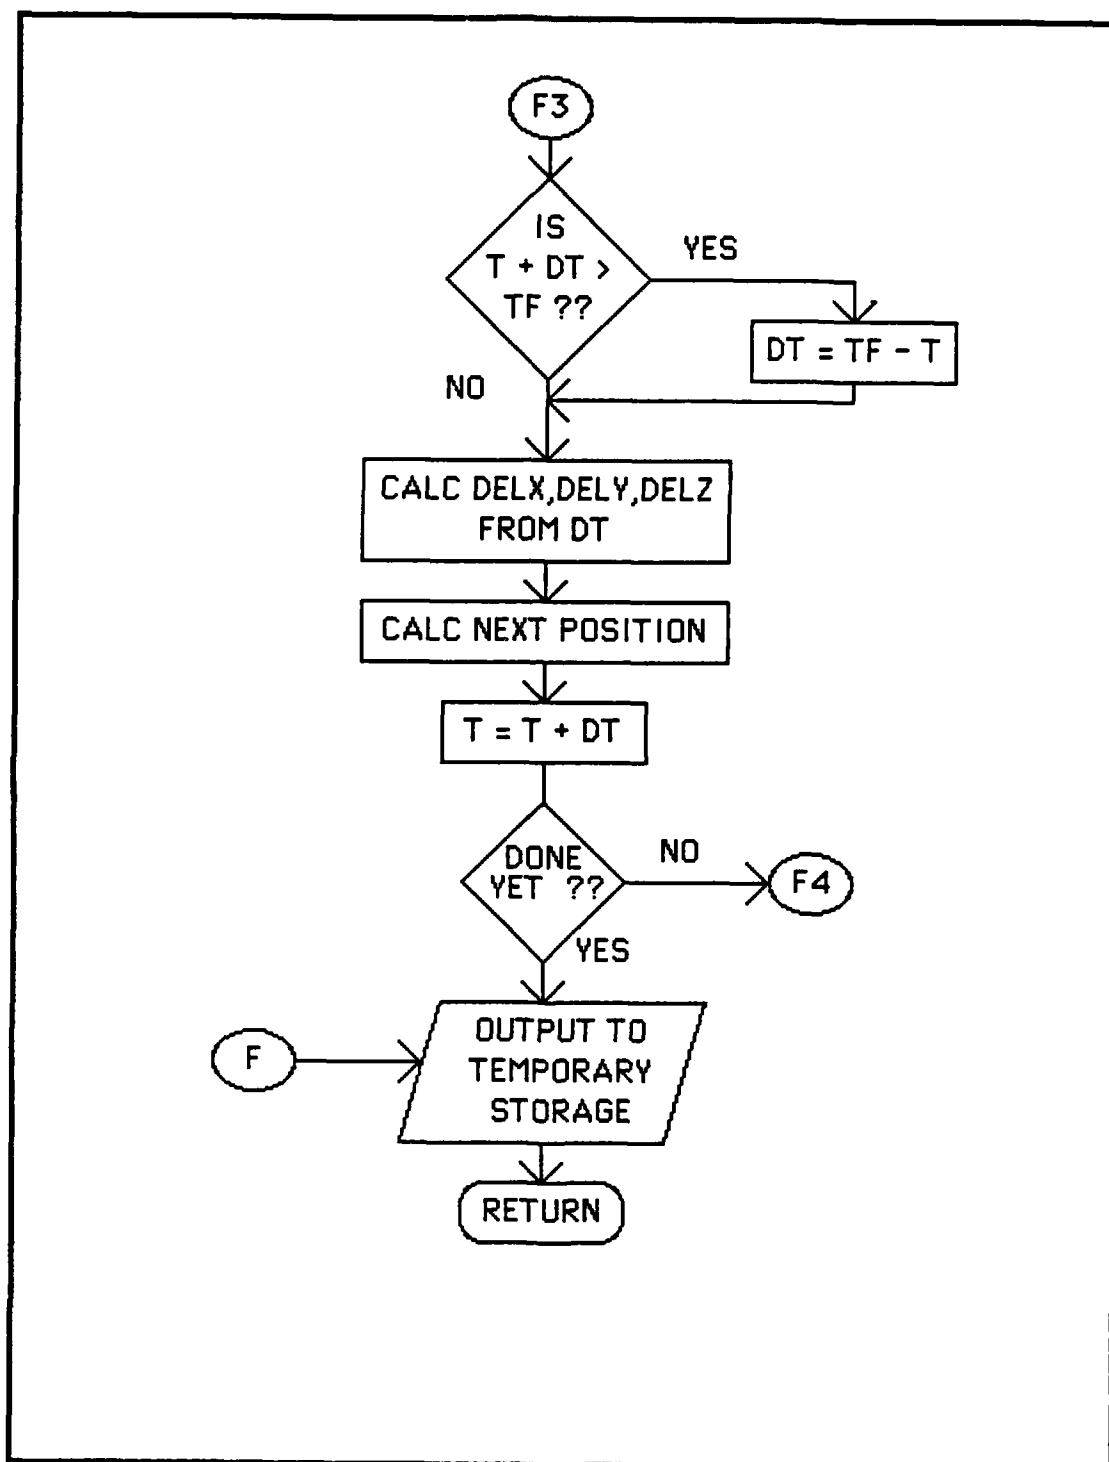 F3
IS
T + DT >
TF ??
YES
DT = TF - T
NO
CALC DELX,DELY,DELZ
FROM DT
CALC NEXT POSITION
T = T + DT
DONE
YET ??
NO
F4
YES
F
OUTPUT TO
TEMPORARY
STORAGE
RETURN